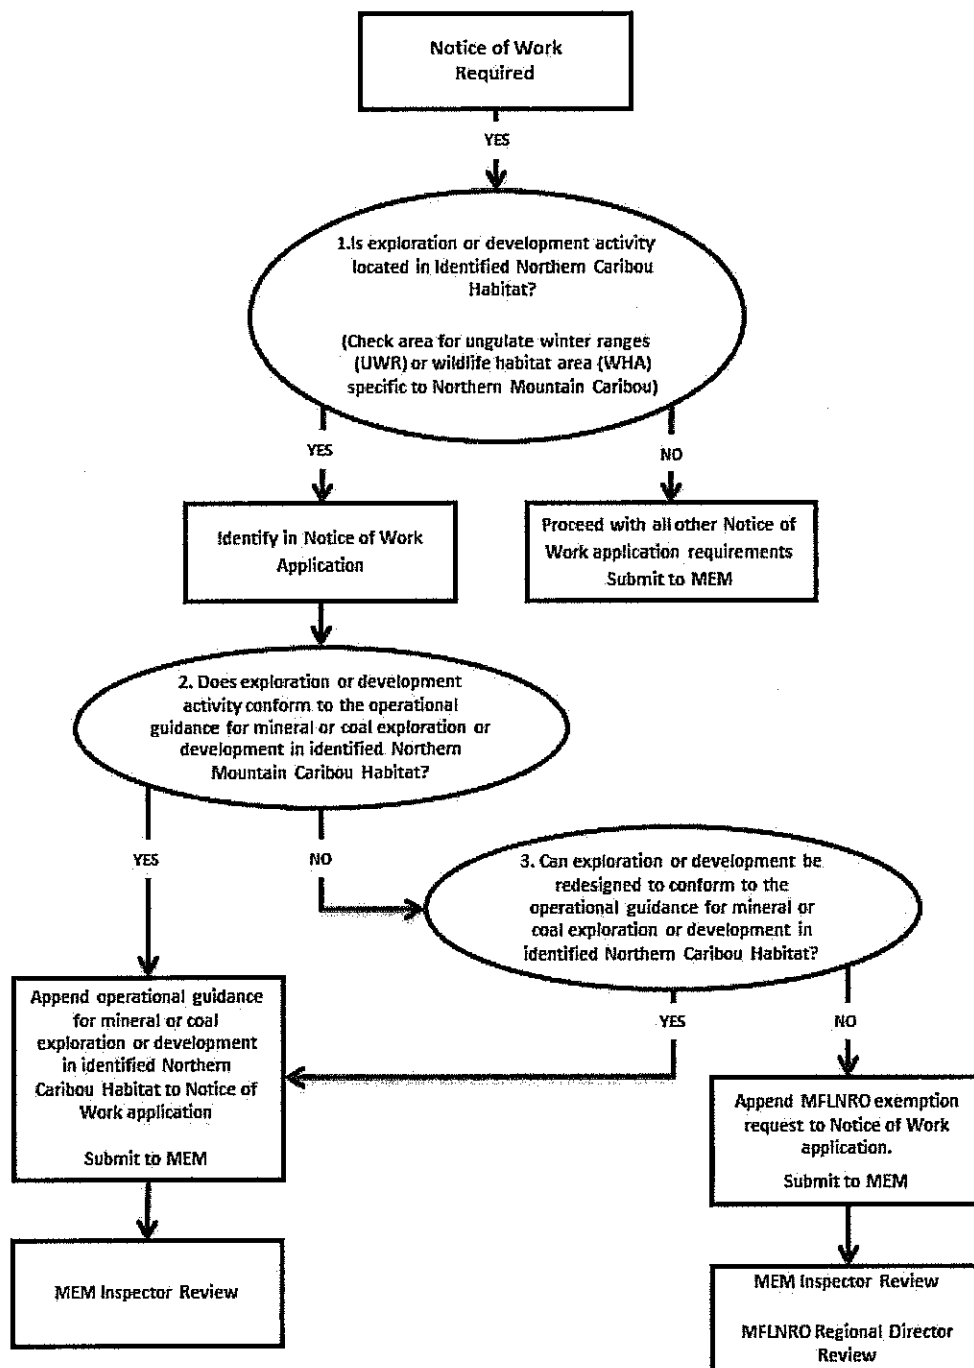 Notice of Work
Required
YES
1.Is exploration or development activity
located in Identified Northern Caribou
Habitat?
(Check area for ungulate winter ranges
(UWR) or wildlife habitat area (WHA)
specific to Northern Mountain Caribou)
YES
NO
Identify in Notice of Work
Application
Proceed with all other Notice of
Work application requirements
Submit to MEM
2. Does exploration or development
activity conform to the operational
guidance for mineral or coal exploration or
development in identified Northern
Mountain Caribou Habitat?
YES
NO
3. Can exploration or development be
redesigned to conform to the
operational guidance for mineral or
coal exploration or development in
identified Northern Caribou Habitat?
YES
NO
Append operational guidance
for mineral or coal
exploration or development
in identified Northern
Caribou Habitat to Notice of
Work application
Submit to MEM
Append MFLNRO exemption
request to Notice of Work
application.
Submit to MEM
MEM Inspector Review
MEM Inspector Review
MFLNRO Regional Director
Review